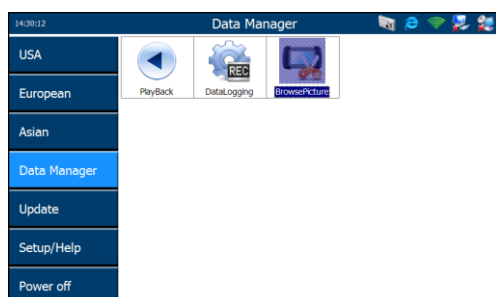 14:30:12
Data Manager
USA
European
Asian
Data Manager
Update
Setup/Help
Power off
REC
PlayBack
DataLogging
BrowsePicture